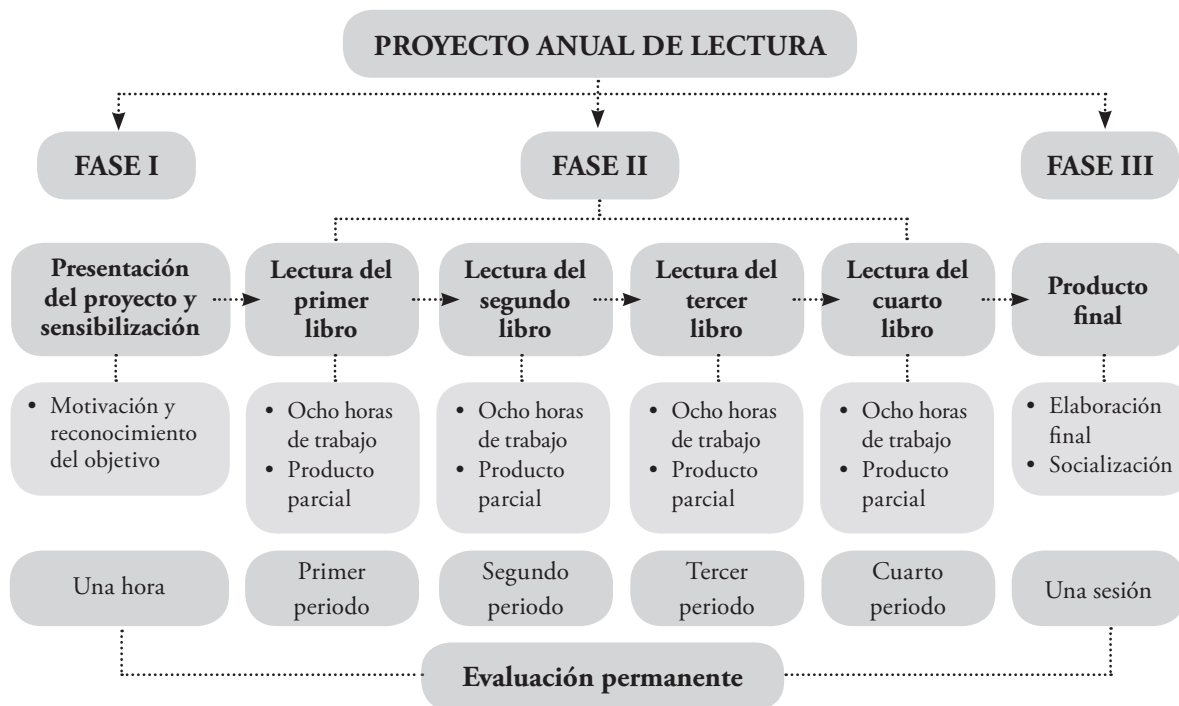 PROYECTO ANUAL DE LECTURA
FASE I
FASE II
FASE III
Presentación
del proyecto y
sensibilización
Lectura del
primer
libro
Lectura del
segundo
libro
Lectura del
tercer libro
Lectura del
cuarto
libro
Producto
final
• Motivación y
reconocimiento
del objetivo
• Ocho horas
de trabajo
• Producto
parcial
• Ocho horas
de trabajo
• Producto
parcial
• Ocho horas
de trabajo
• Producto
parcial
• Ocho horas
de trabajo
• Producto
parcial
• Elaboración
final
• Socialización
Una hora
Primer
periodo
Segundo
periodo
Tercer
periodo
Cuarto
periodo
Una sesión
Evaluación permanente